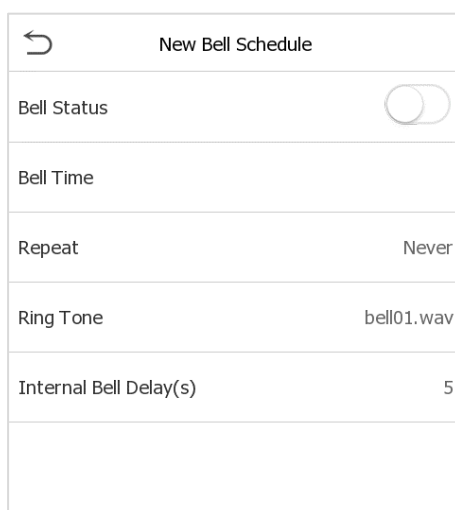 New Bell Schedule
Bell Status
Bell Time
Repeat Never
Ring Tone bell01.wav
Internal Bell Delay(s) 5